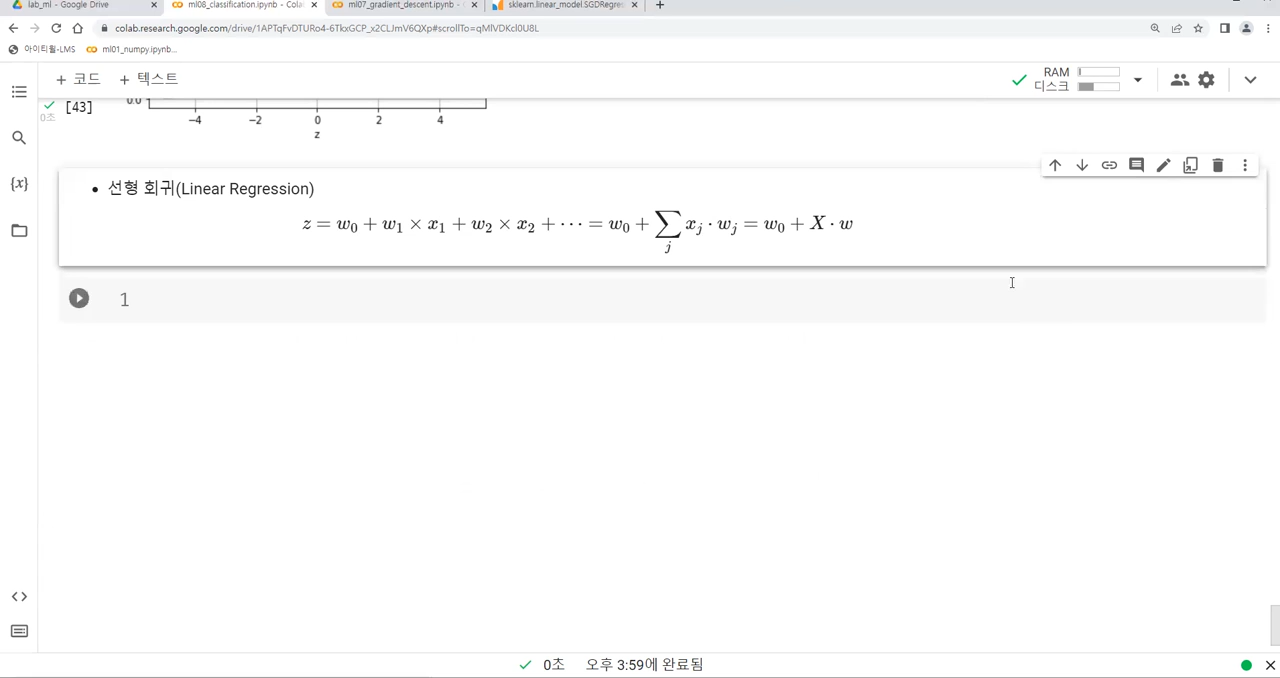 lab_ml - Google Drive
ml08_classification.ipynb - Cola
ml07_gradient_descent.ipynb - C
sklearn.linear_model.SGDRegres
colab.research.google.com/drive/1APTqFvDTURo4-6TkxGCP_x2CLJmV6QXp#scrollTo=qMlVDKcl0U8L
아이티윌-LMS
ml01_numpy.ipynb...
+ 코드 + 텍스트
RAM
디스크
[43]
0초
0.0
−4 −2 0 2 4
z
{x}
• 선형 회귀(Linear Regression)
z = w₀ + w₁ × x₁ + w₂ × x₂ + ⋯ = w₀ + ∑ⱼ xⱼ · wⱼ = w₀ + X · w
1
0초 오후 3:59에 완료됨